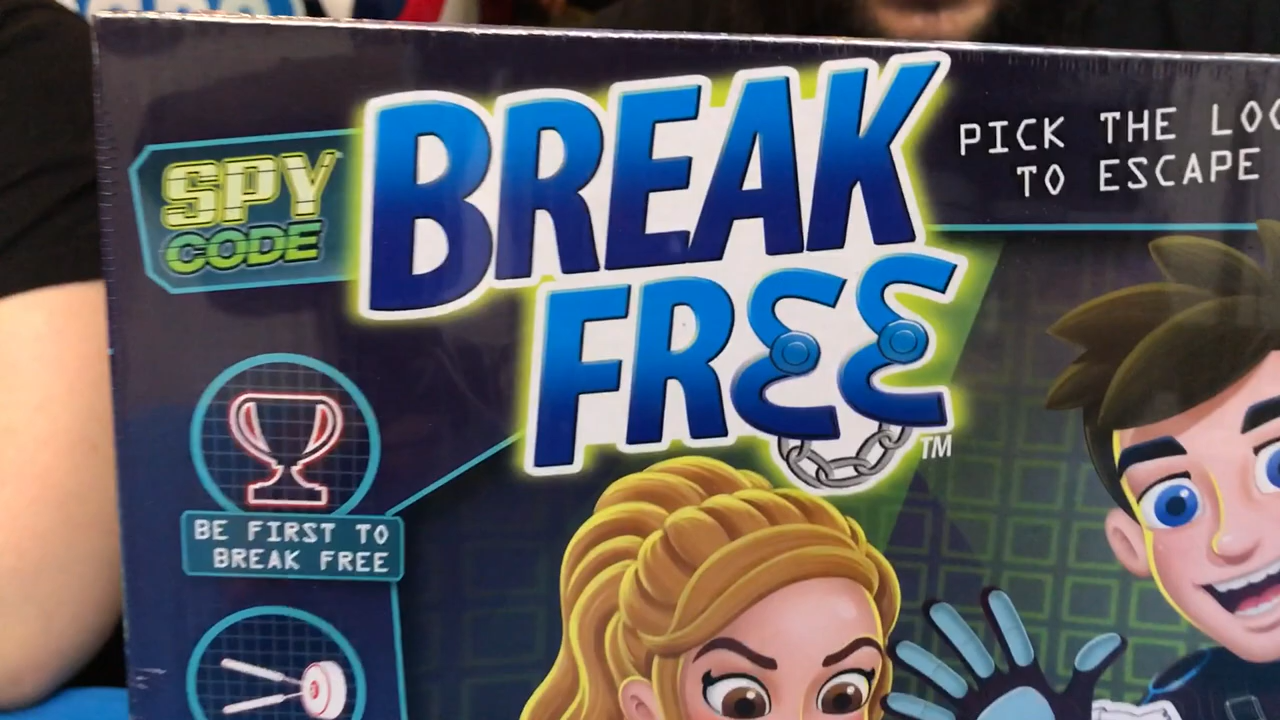 SPY
CODE
BREAK
FREE
TM
PICK THE
TO ESCAPE
BE FIRST TO
BREAK FREE